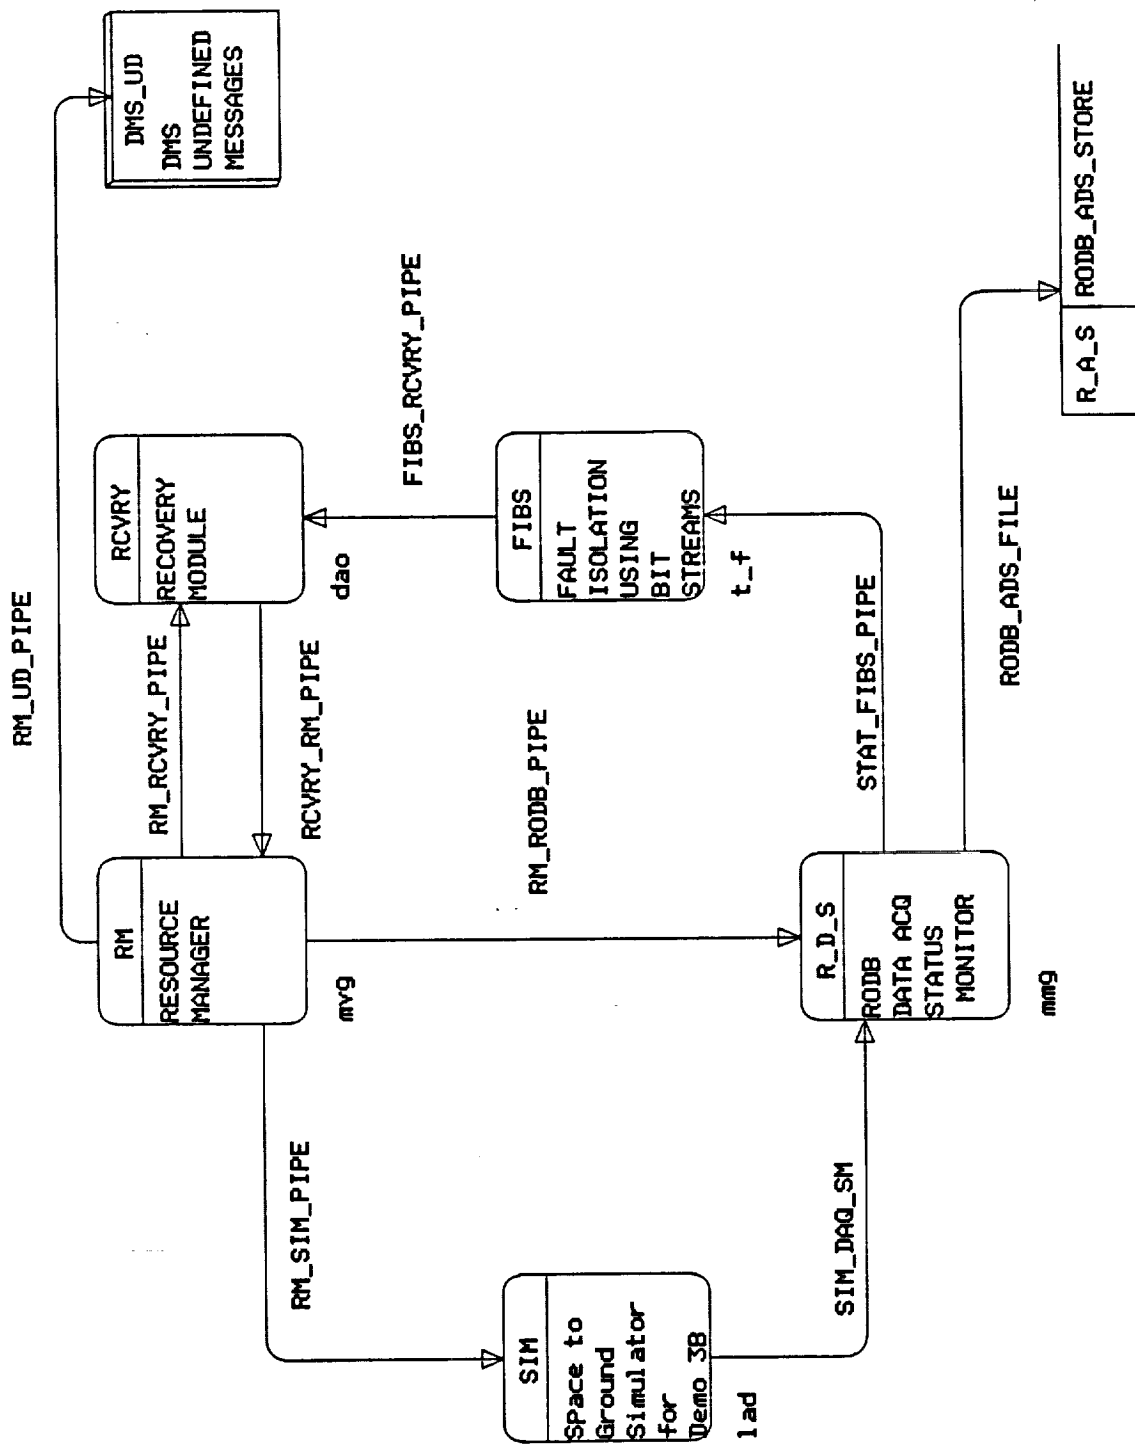 RM_UD_PIPE
DMS_UD
DMS
UNDEFINED
MESSAGES
RM
RESOURCE
MANAGER
mvg
RM_RCVRY_PIPE
RCVRY_RM_PIPE
RCVRY
RECOVERY
MODULE
dao
FIBS_RCVRY_PIPE
RM_SIM_PIPE
RM_RODB_PIPE
FIBS
FAULT
ISOLATION
USING
BIT
STREAMS
t_f
SIM
SPace to
Ground
Simulator
for
Demo 3B
lad
SIM_DAQ_SM
R_D_S
RODB
DATA ACQ
STATUS
MONITOR
mmg
STAT_FIBS_PIPE
RODB_ADS_FILE
R_A_S
RODB_ADS_STORE